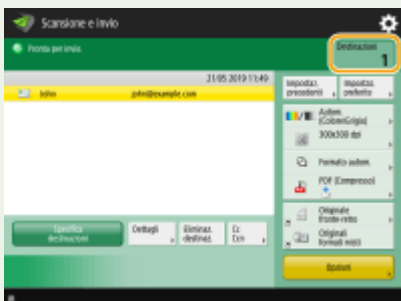 Scansione e Invio
Pronta per invio.
Destinazioni
1
21/05 2019 11:49
John
john@example.com
Impostaz.
precedenti
Impostaz.
preferite
Autom.
(Colore/Grigio)
300x300 dpi
Formato autom.
PDF (Compresso)
Originale
fronte-retro
Originali
formati misti
Specifica
destinazioni
Dettagli
Eliminaz.
destinaz.
Cc
Ccn
Opzioni